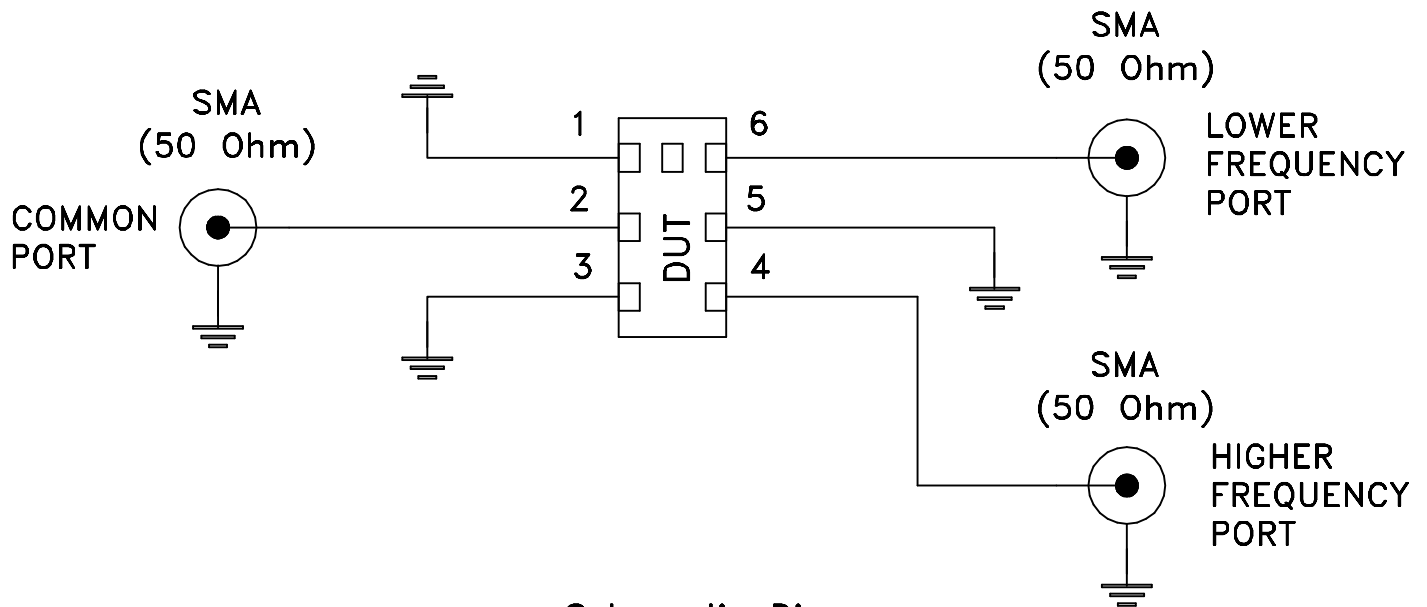 SMA
(50 Ohm)
COMMON
PORT
1
2
3
DUT
6
5
4
SMA
(50 Ohm)
LOWER
FREQUENCY
PORT
SMA
(50 Ohm)
HIGHER
FREQUENCY
PORT